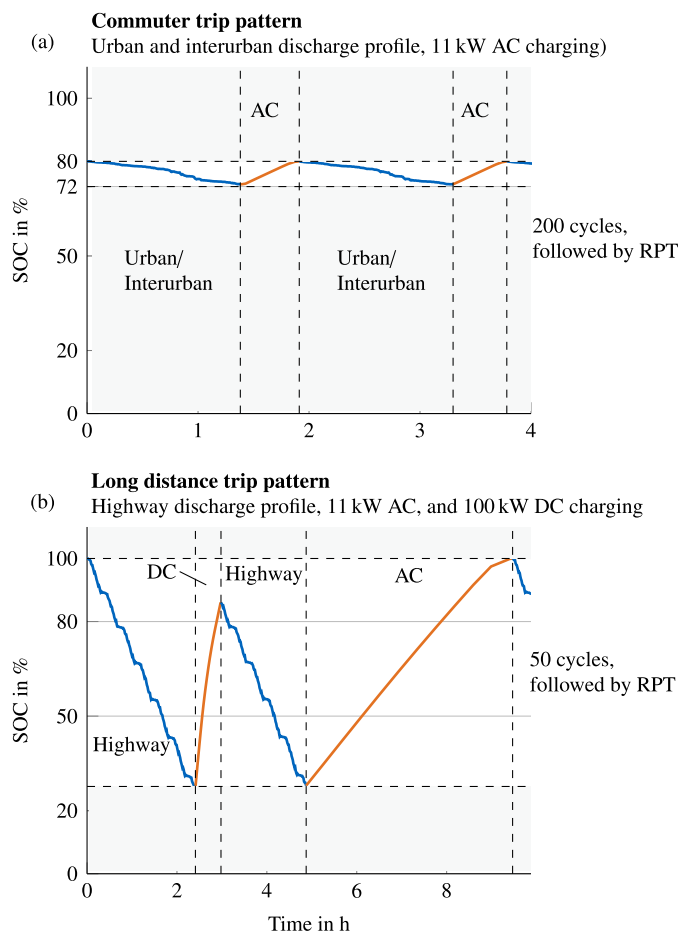 Commuter trip pattern
(a)
Urban and interurban discharge profile, 11 kW AC charging)
100
AC
AC
80
72
SOC in %
50
200 cycles,
followed by RPT
Urban/
Interurban
Urban/
Interurban
20
0
0 1 2 3 4
Long distance trip pattern
(b)
Highway discharge profile, 11 kW AC, and 100 kW DC charging
100
DC
Highway
AC
80
SOC in %
50 cycles,
followed by RPT
50
Highway
20
0
0 2 4 6 8
Time in h